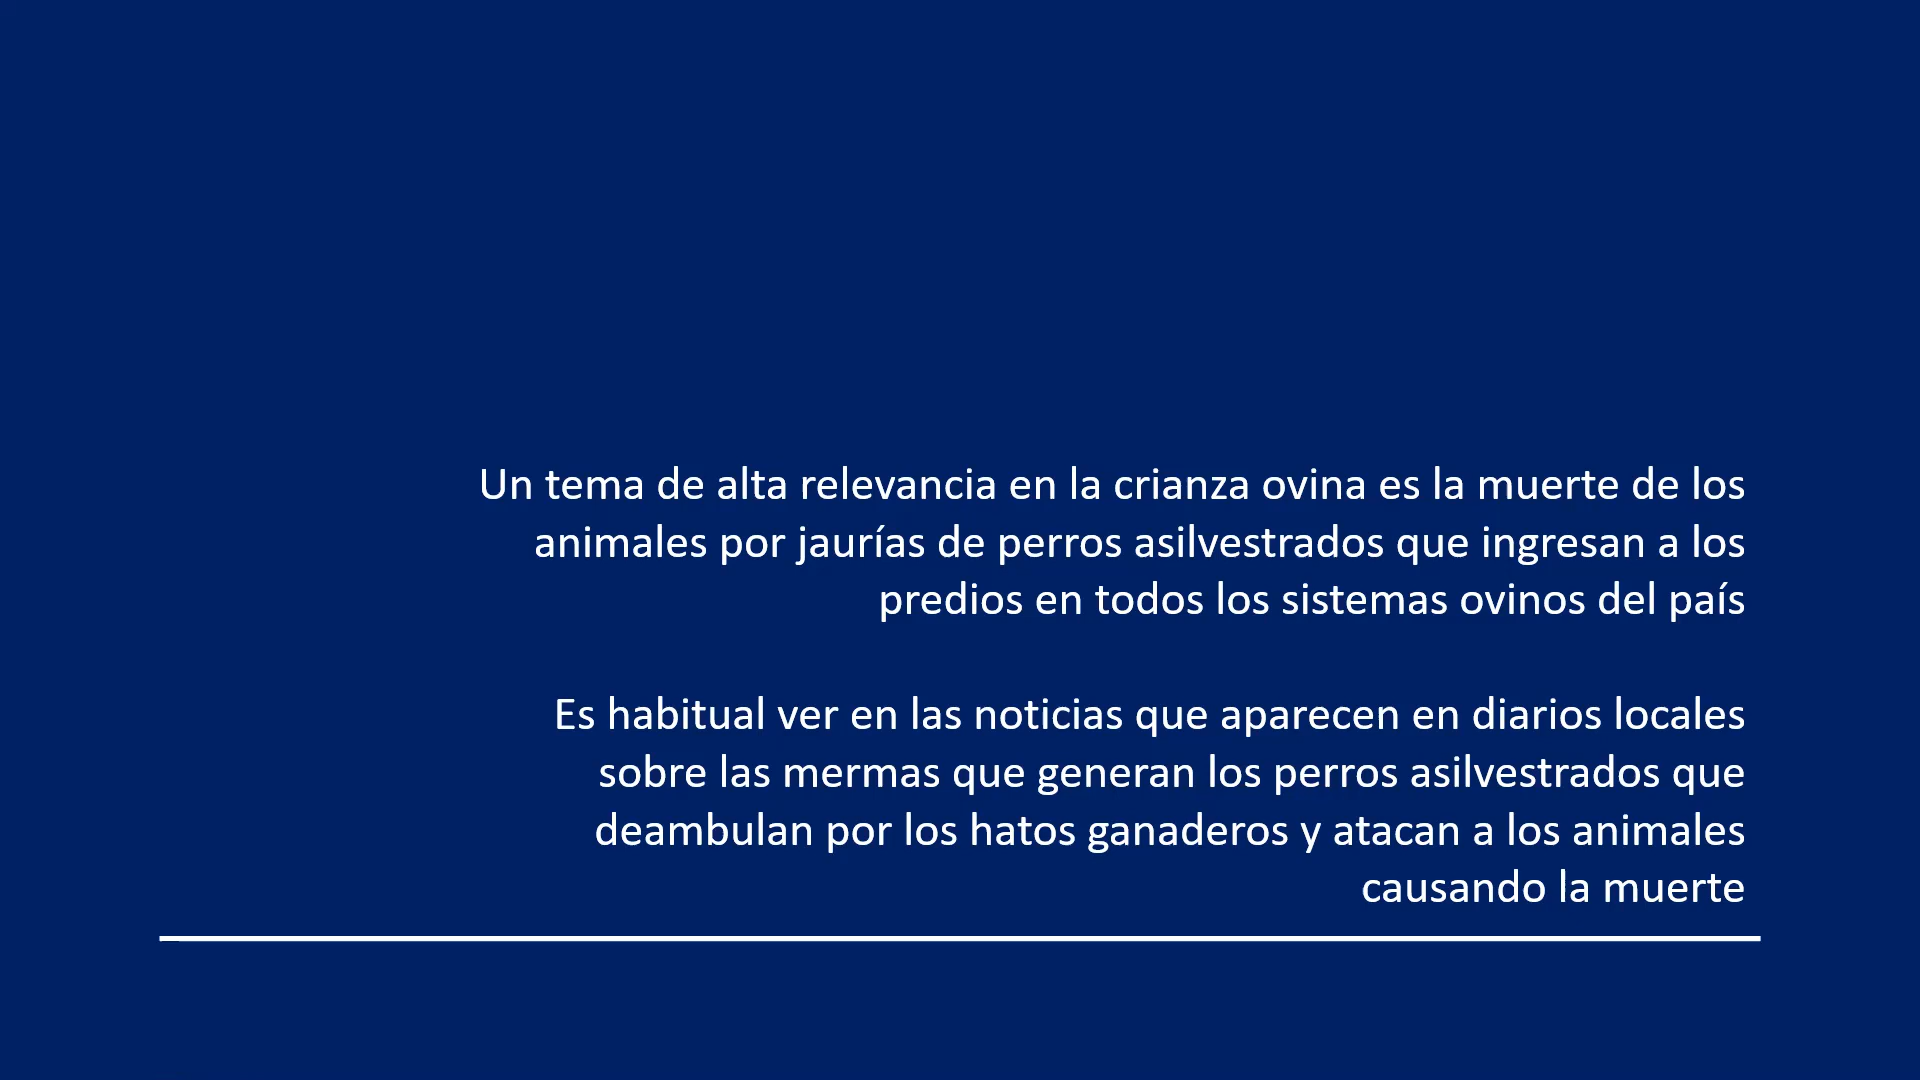 Un tema de alta relevancia en la crianza ovina es la muerte de los
animales por jaurías de perros asilvestrados que ingresan a los
predios en todos los sistemas ovinos del país
Es habitual ver en las noticias que aparecen en diarios locales
sobre las mermas que generan los perros asilvestrados que
deambulan por los hatos ganaderos y atacan a los animales
causando la muerte